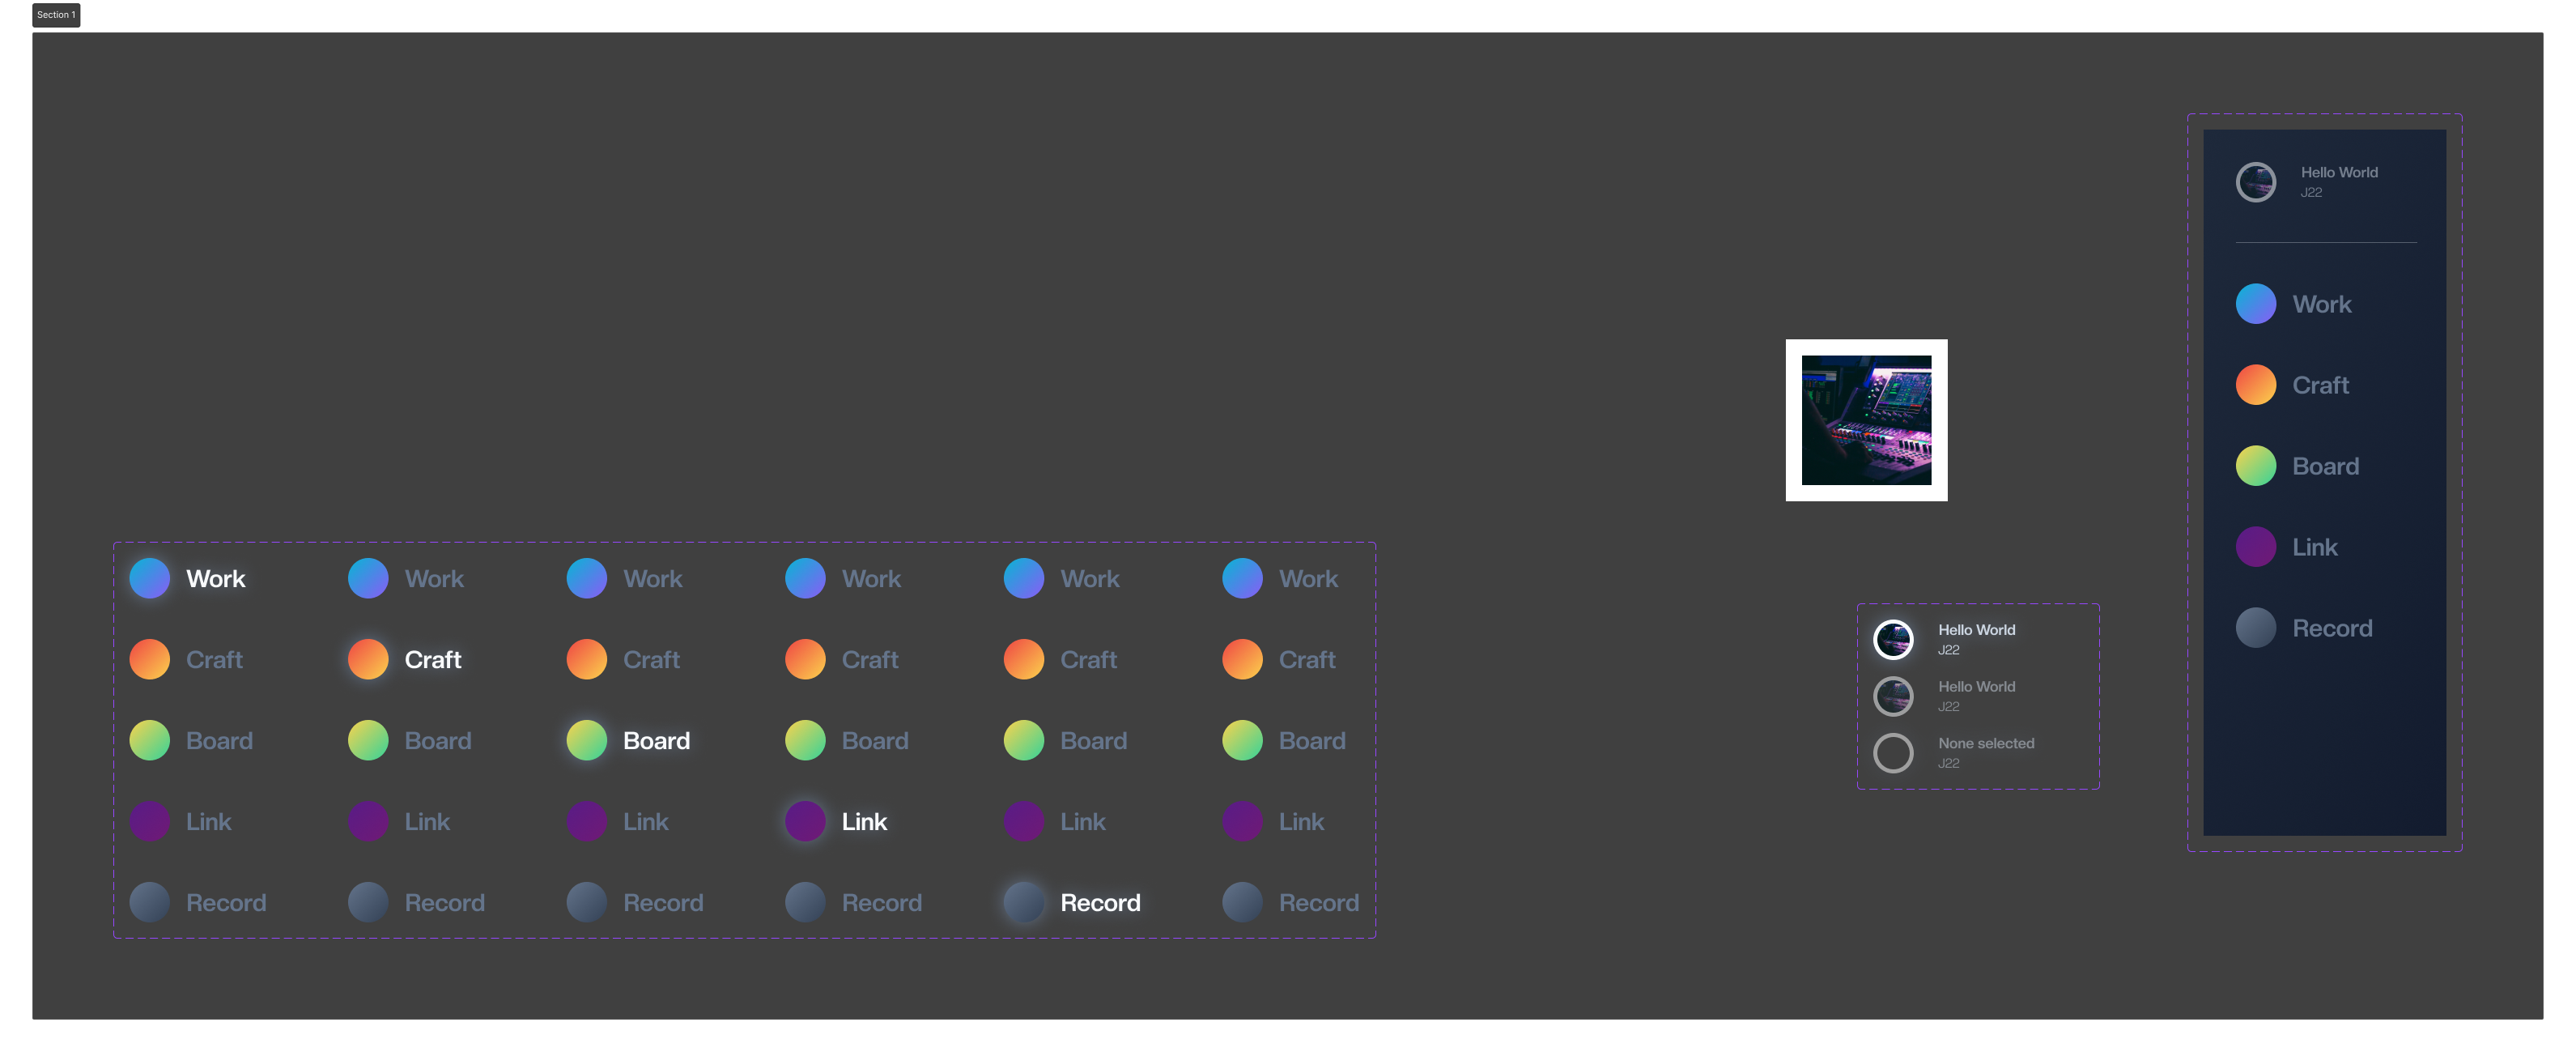 Section 1
Work Work Work Work Work Work
Craft Craft Craft Craft Craft Craft
Board Board Board Board Board Board
Link Link Link Link Link Link
Record Record Record Record Record Record
Hello World
J22
Hello World
J22
None selected
J22
Hello World
J22
Work
Craft
Board
Link
Record